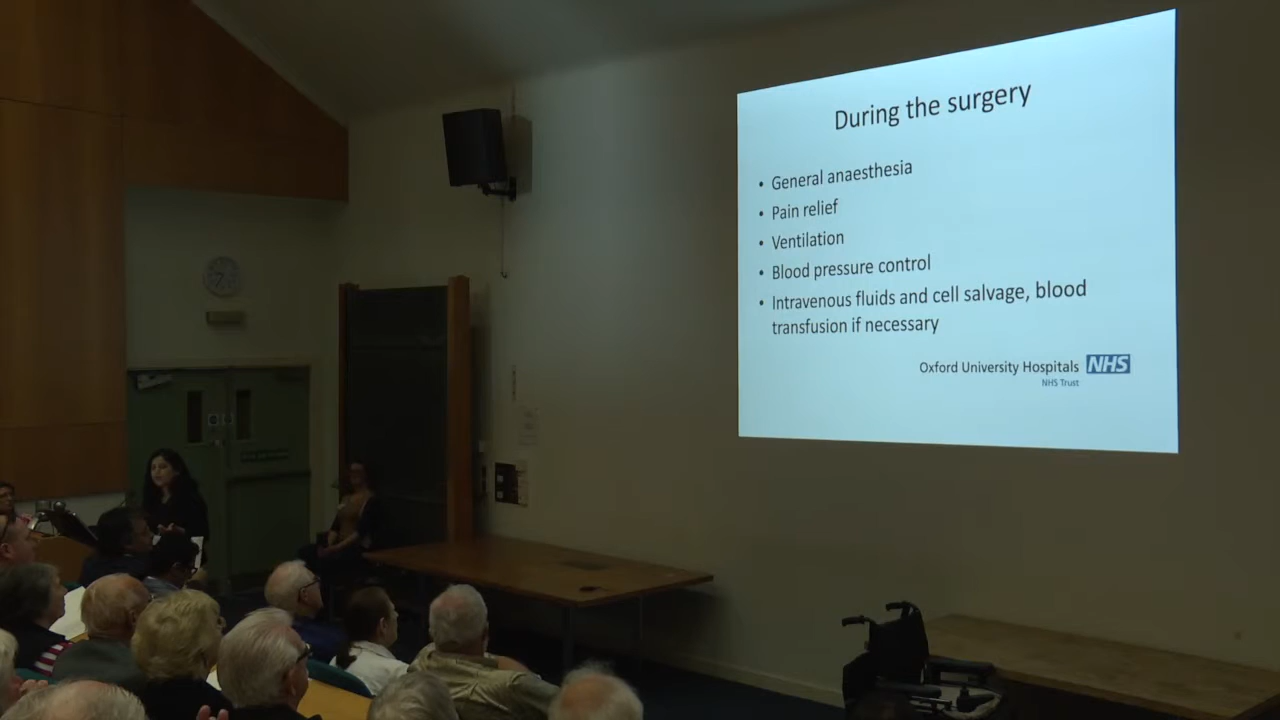 During the surgery
• General anaesthesia
• Pain relief
• Ventilation
• Blood pressure control
• Intravenous fluids and cell salvage, blood
transfusion if necessary
Oxford University Hospitals NHS
NHS Trust